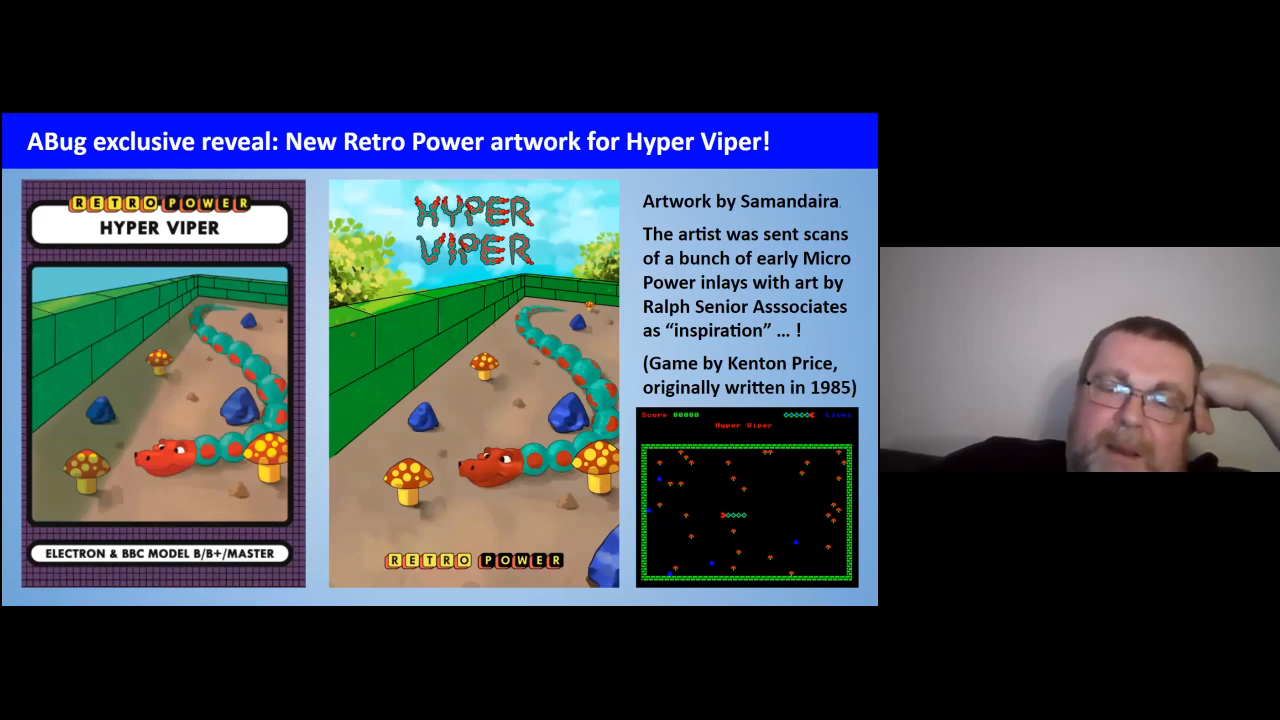 ABug exclusive reveal: New Retro Power artwork for Hyper Viper!
RETRO POWER
HYPER VIPER
ELECTRON & BBC MODEL B/B+/MASTER
HYPER
VIPER
RETRO POWER
Artwork by Samandaira.
The artist was sent scans
of a bunch of early Micro
Power inlays with art by
Ralph Senior Asssociates
as “inspiration” ... !
(Game by Kenton Price,
originally written in 1985)
Score 00000
Lives
Hyper Viper